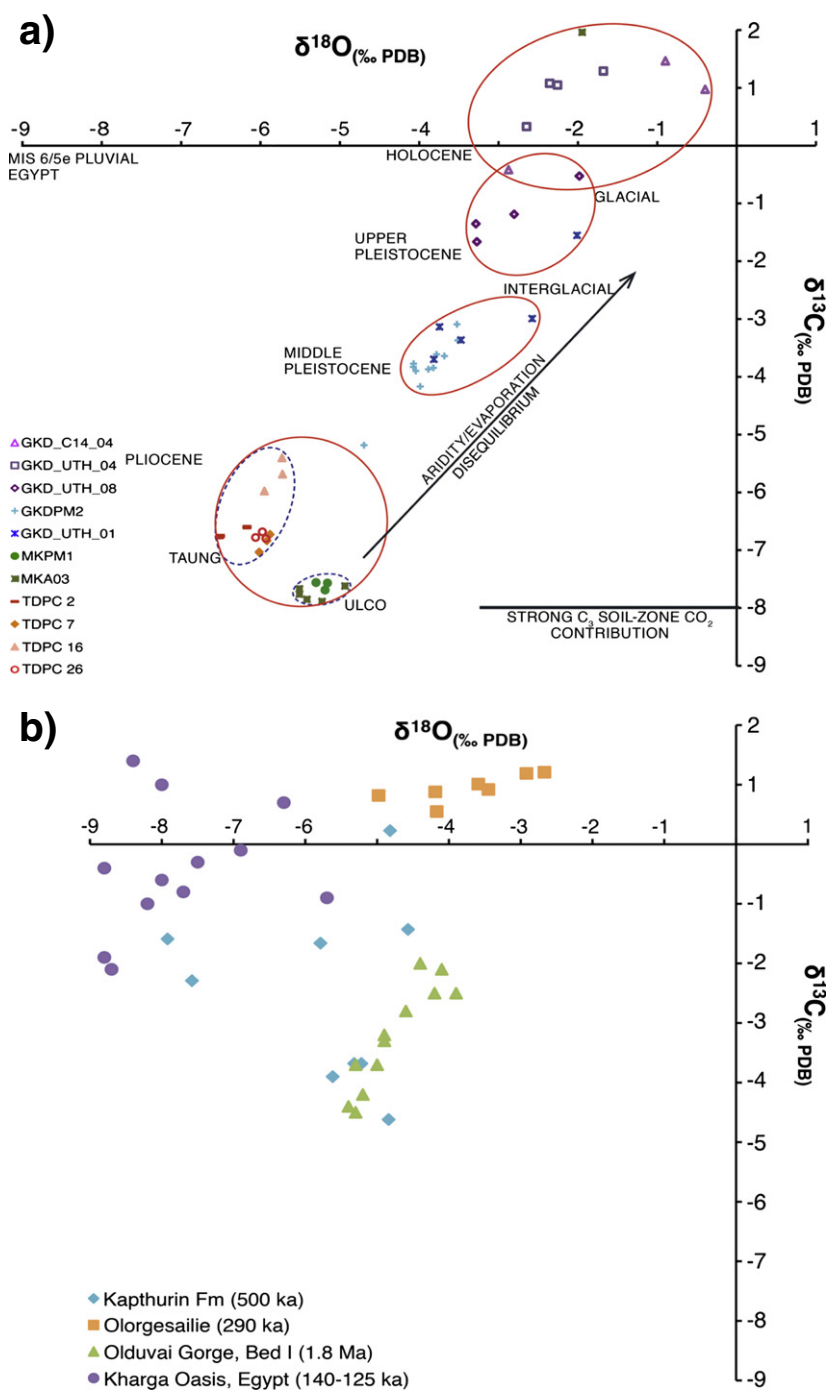 a)
δ18O(‰ PDB)
2
1
-9 -8 -7 -6 -5 -4 -3 -2 -1 1
MIS 6/5e PLUVIAL
EGYPT
HOLOCENE
GLACIAL
-1
UPPER
PLEISTOCENE
-2
INTERGLACIAL
δ13C(‰ PDB)
-3
MIDDLE
PLEISTOCENE
-4
ARIDITY/EVAPORATION
DISEQUILIBRIUM
-5
PLIOCENE
-6
TAUNG
-7
ULCO
-8
STRONG C3 SOIL-ZONE CO2
CONTRIBUTION
-9
GKD_C14_04
GKD_UTH_04
GKD_UTH_08
GKDPM2
GKD_UTH_01
MKPM1
MKA03
TDPC 2
TDPC 7
TDPC 16
TDPC 26
b)
δ18O(‰ PDB)
2
1
-9 -8 -7 -6 -5 -4 -3 -2 -1 1
-1
-2
δ13C(‰ PDB)
-3
-4
-5
-6
-7
-8
-9
Kapthurin Fm (500 ka)
Olorgesailie (290 ka)
Olduvai Gorge, Bed I (1.8 Ma)
Kharga Oasis, Egypt (140-125 ka)